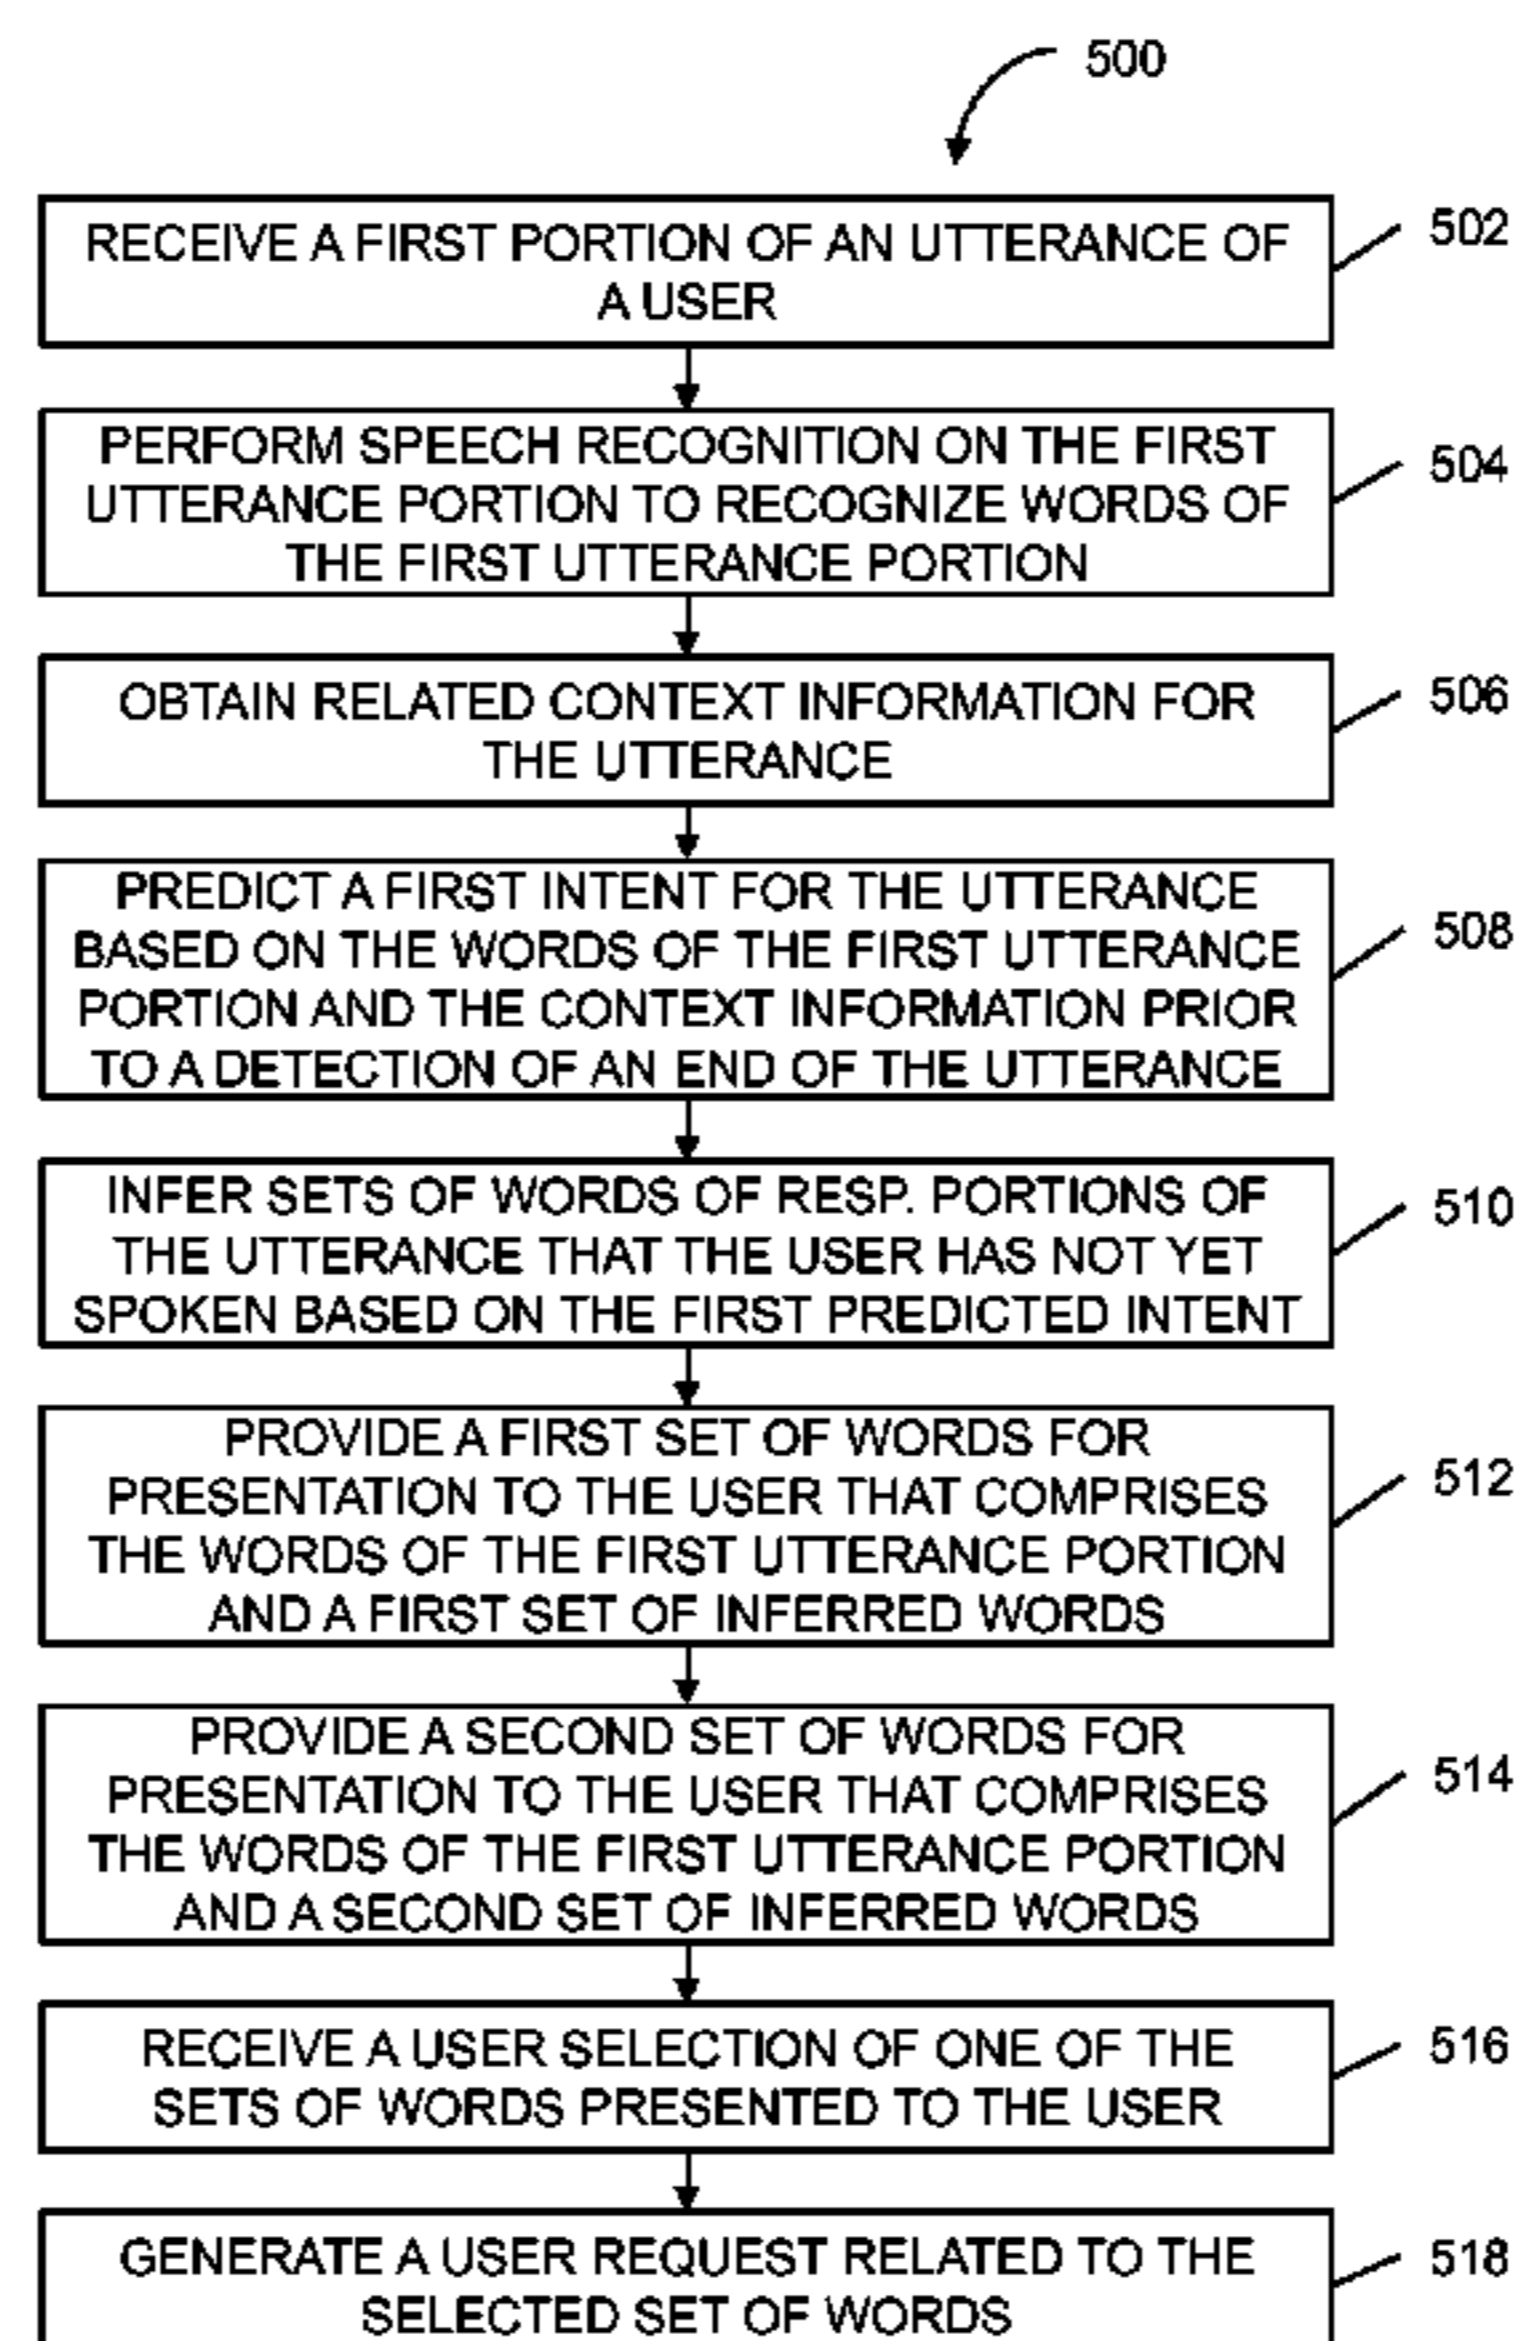 500
RECEIVE A FIRST PORTION OF AN UTTERANCE OF
A USER
502
PERFORM SPEECH RECOGNITION ON THE FIRST
UTTERANCE PORTION TO RECOGNIZE WORDS OF
THE FIRST UTTERANCE PORTION
504
OBTAIN RELATED CONTEXT INFORMATION FOR
THE UTTERANCE
506
PREDICT A FIRST INTENT FOR THE UTTERANCE
BASED ON THE WORDS OF THE FIRST UTTERANCE
PORTION AND THE CONTEXT INFORMATION PRIOR
TO A DETECTION OF AN END OF THE UTTERANCE
508
INFER SETS OF WORDS OF RESP. PORTIONS OF
THE UTTERANCE THAT THE USER HAS NOT YET
SPOKEN BASED ON THE FIRST PREDICTED INTENT
510
PROVIDE A FIRST SET OF WORDS FOR
PRESENTATION TO THE USER THAT COMPRISES
THE WORDS OF THE FIRST UTTERANCE PORTION
AND A FIRST SET OF INFERRED WORDS
512
PROVIDE A SECOND SET OF WORDS FOR
PRESENTATION TO THE USER THAT COMPRISES
THE WORDS OF THE FIRST UTTERANCE PORTION
AND A SECOND SET OF INFERRED WORDS
514
RECEIVE A USER SELECTION OF ONE OF THE
SETS OF WORDS PRESENTED TO THE USER
516
GENERATE A USER REQUEST RELATED TO THE
SELECTED SET OF WORDS
518